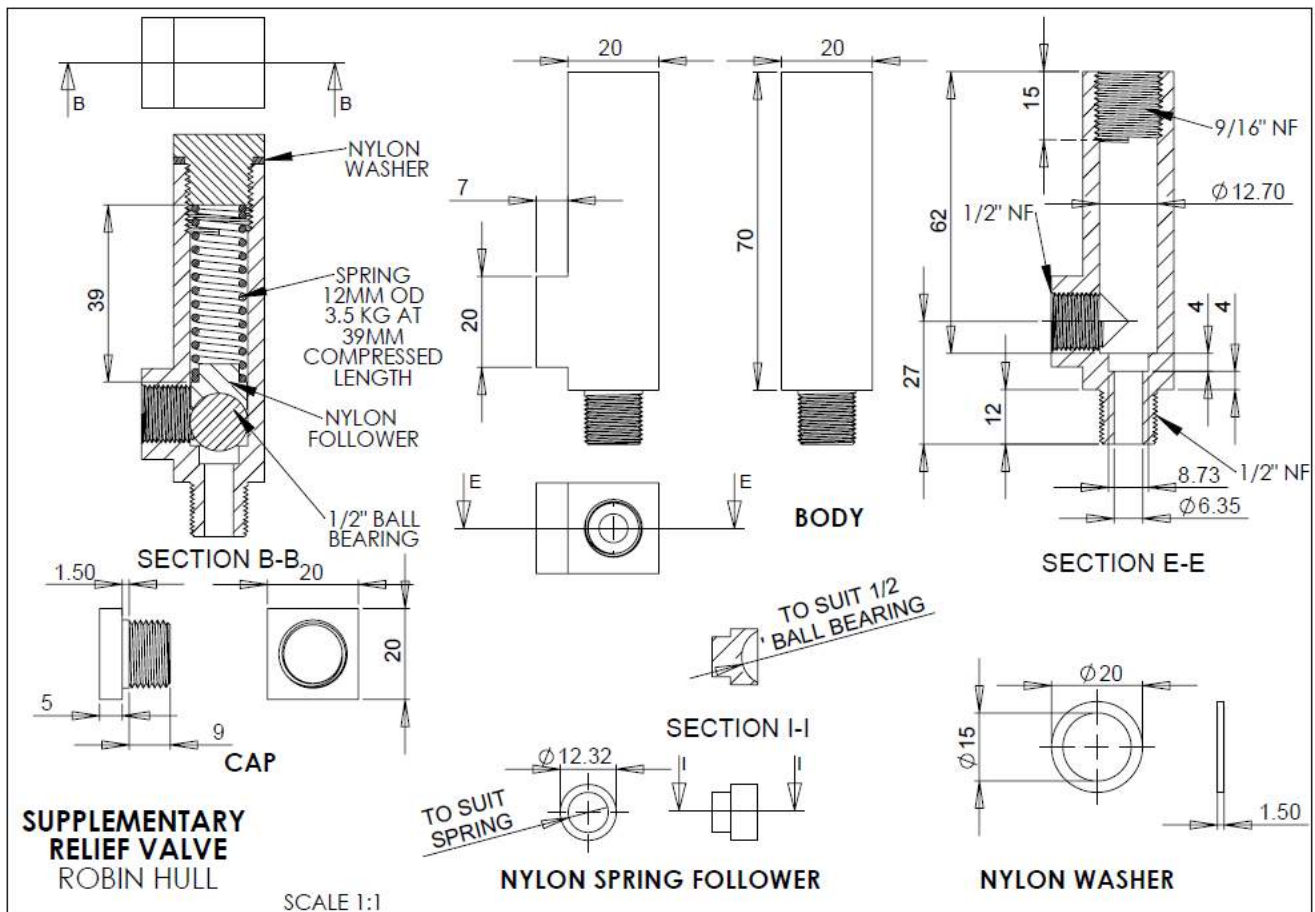 B
B
NYLON
WASHER
39
SPRING
12MM OD
3.5 KG AT
39MM
COMPRESSED
LENGTH
NYLON
FOLLOWER
1/2" BALL
BEARING
SECTION B-B
20
20
7
70
20
E
E
BODY
15
9/16" NF
62
1/2" NF
Ø12.70
4
4
27
12
1/2" NF
8.73
Ø6.35
SECTION E-E
1.50
20
20
5
9
CAP
TO SUIT 1/2
' BALL BEARING
SECTION I-I
Ø12.32
I
I
TO SUIT
SPRING
NYLON SPRING FOLLOWER
Ø20
Ø15
1.50
NYLON WASHER
SUPPLEMENTARY
RELIEF VALVE
ROBIN HULL
SCALE 1:1